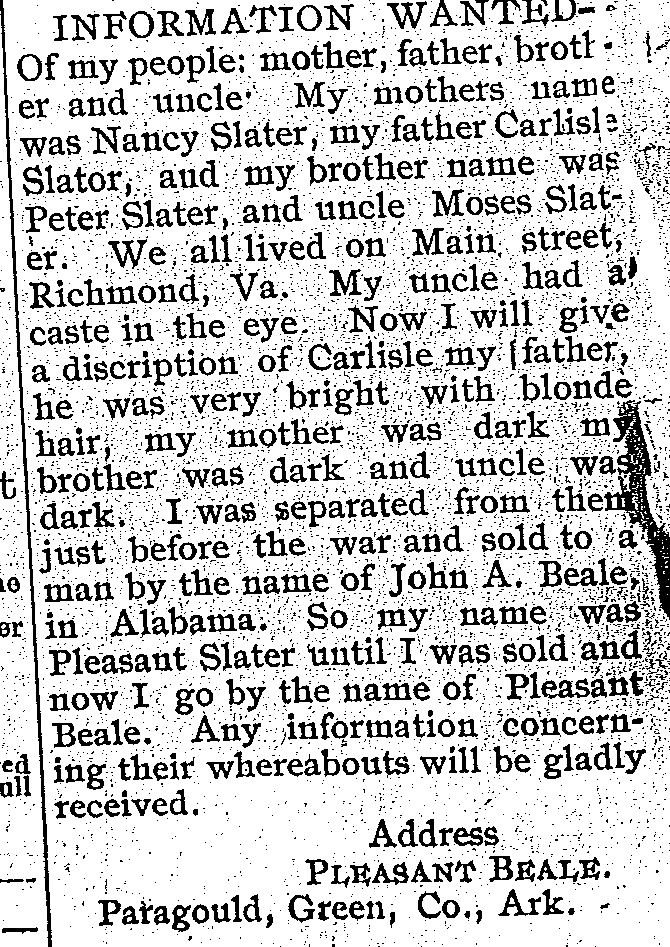 INFORMATION WANTED-
Of my people: mother, father, broth-
er and uncle. My mothers name
was Nancy Slater, my father Carlisle
Slator, and my brother name was
Peter Slater, and uncle Moses Slat-
er. We all lived on Main street,
Richmond, Va. My uncle had a
caste in the eye. Now I will give
a discription of Carlisle my father,
he was very bright with blonde
hair, my mother was dark my
brother was dark and uncle was
dark. I was separated from them
just before the war and sold to a
man by the name of John A. Beale,
in Alabama. So my name was
Pleasant Slater until I was sold and
now I go by the name of Pleasant
Beale. Any information concern-
ing their whereabouts will be gladly
received.
Address
PLEASANT BEALE.
Paragould, Green, Co., Ark.